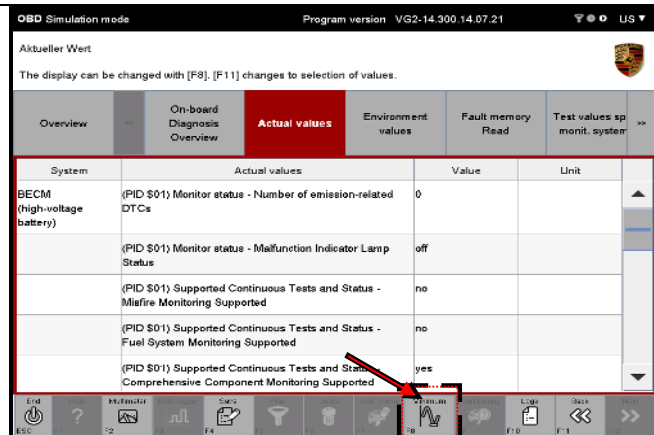 OBD Simulation mode
Program version VG2-14.300.14.07.21
US ▼
Aktueller Wert
The display can be changed with [F8]. [F11] changes to selection of values.
Overview
<<
On-board
Diagnosis
Overview
Actual values
Environment
values
Fault memory
Read
Test values sp
monit. system
>>
System
Actual values
Value
Unit
BECM
(high-voltage
battery)
(PID $01) Monitor status - Number of emission-related
DTCs
0
(PID $01) Monitor status - Malfunction Indicator Lamp
Status
off
(PID $01) Supported Continuous Tests and Status -
Misfire Monitoring Supported
no
(PID $01) Supported Continuous Tests and Status -
Fuel System Monitoring Supported
no
(PID $01) Supported Continuous Tests and Status -
Comprehensive Component Monitoring Supported
yes
End
ESC
Help
Multimeter
F2
Save
F4
Minimum
F8
Logs
F10
Back
F11
Next